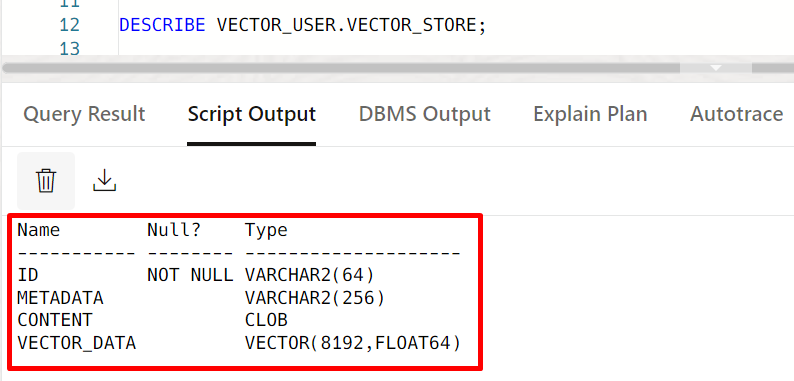 11
12 DESCRIBE VECTOR_USER.VECTOR_STORE;
13
Query Result Script Output DBMS Output Explain Plan Autotrace
Name        Null?    Type
----------- -------- --------------------
ID          NOT NULL VARCHAR2(64)
METADATA             VARCHAR2(256)
CONTENT              CLOB
VECTOR_DATA          VECTOR(8192,FLOAT64)